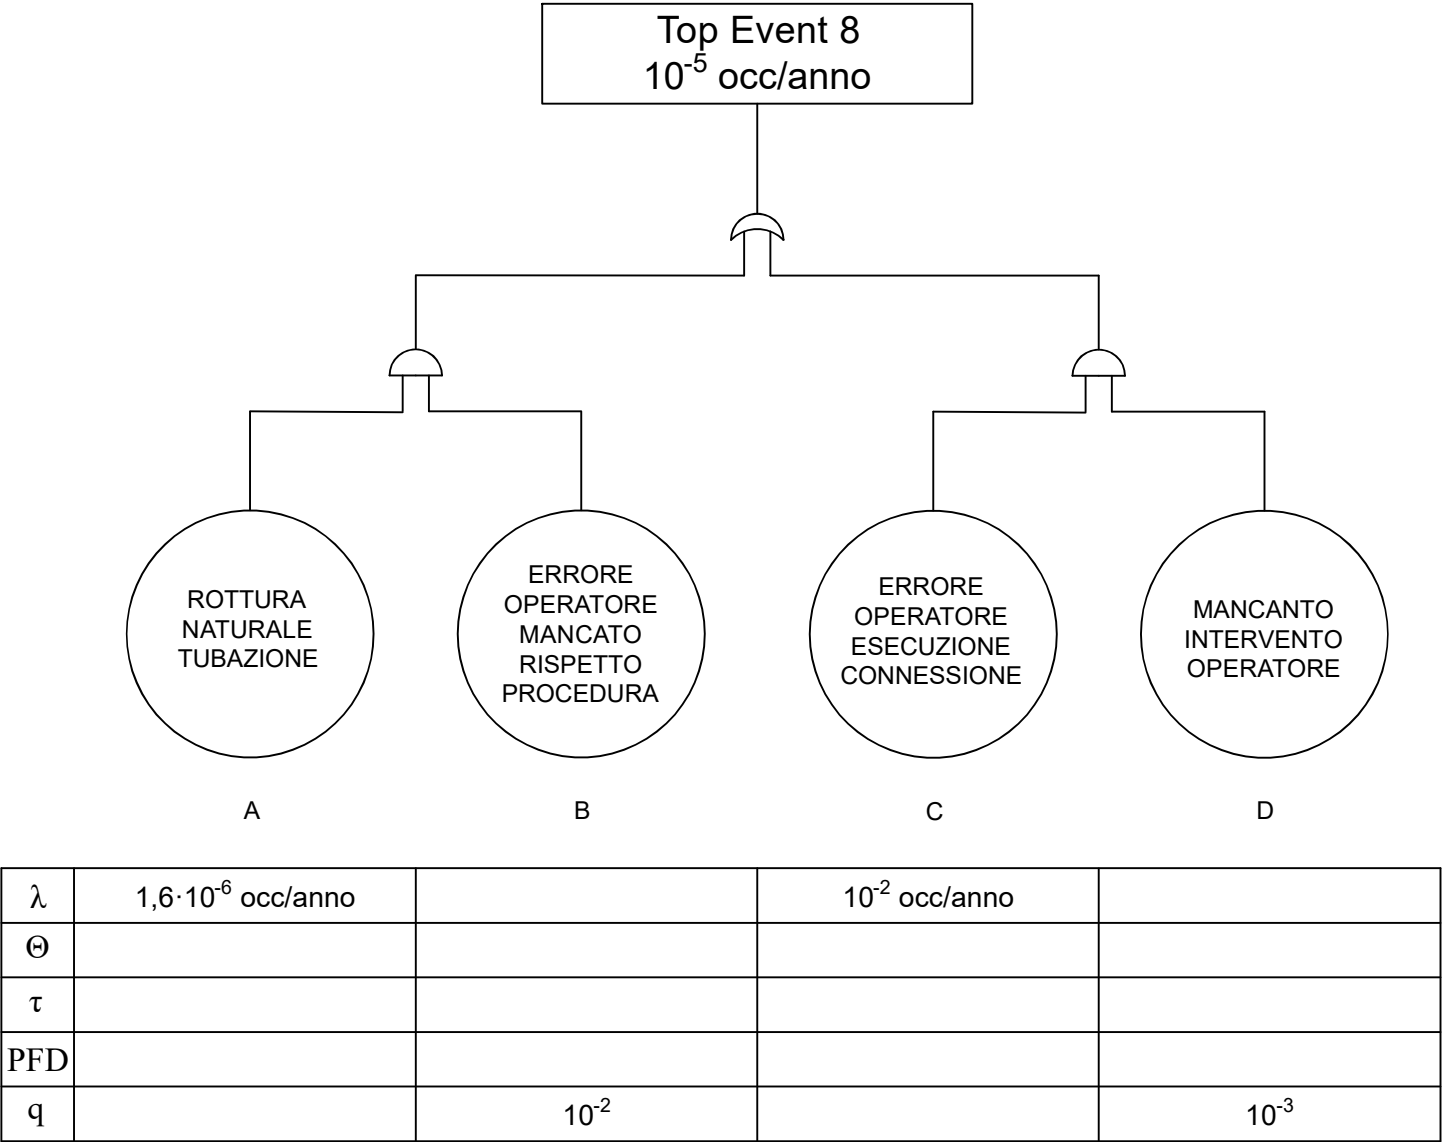 Top Event 8
10⁻⁵ occ/anno
ROTTURA
NATURALE
TUBAZIONE
ERRORE
OPERATORE
MANCATO
RISPETTO
PROCEDURA
ERRORE
OPERATORE
ESECUZIONE
CONNESSIONE
MANCANTO
INTERVENTO
OPERATORE
A B C D
λ 1,6·10⁻⁶ occ/anno 10⁻² occ/anno
Θ
τ
PFD
q 10⁻² 10⁻³